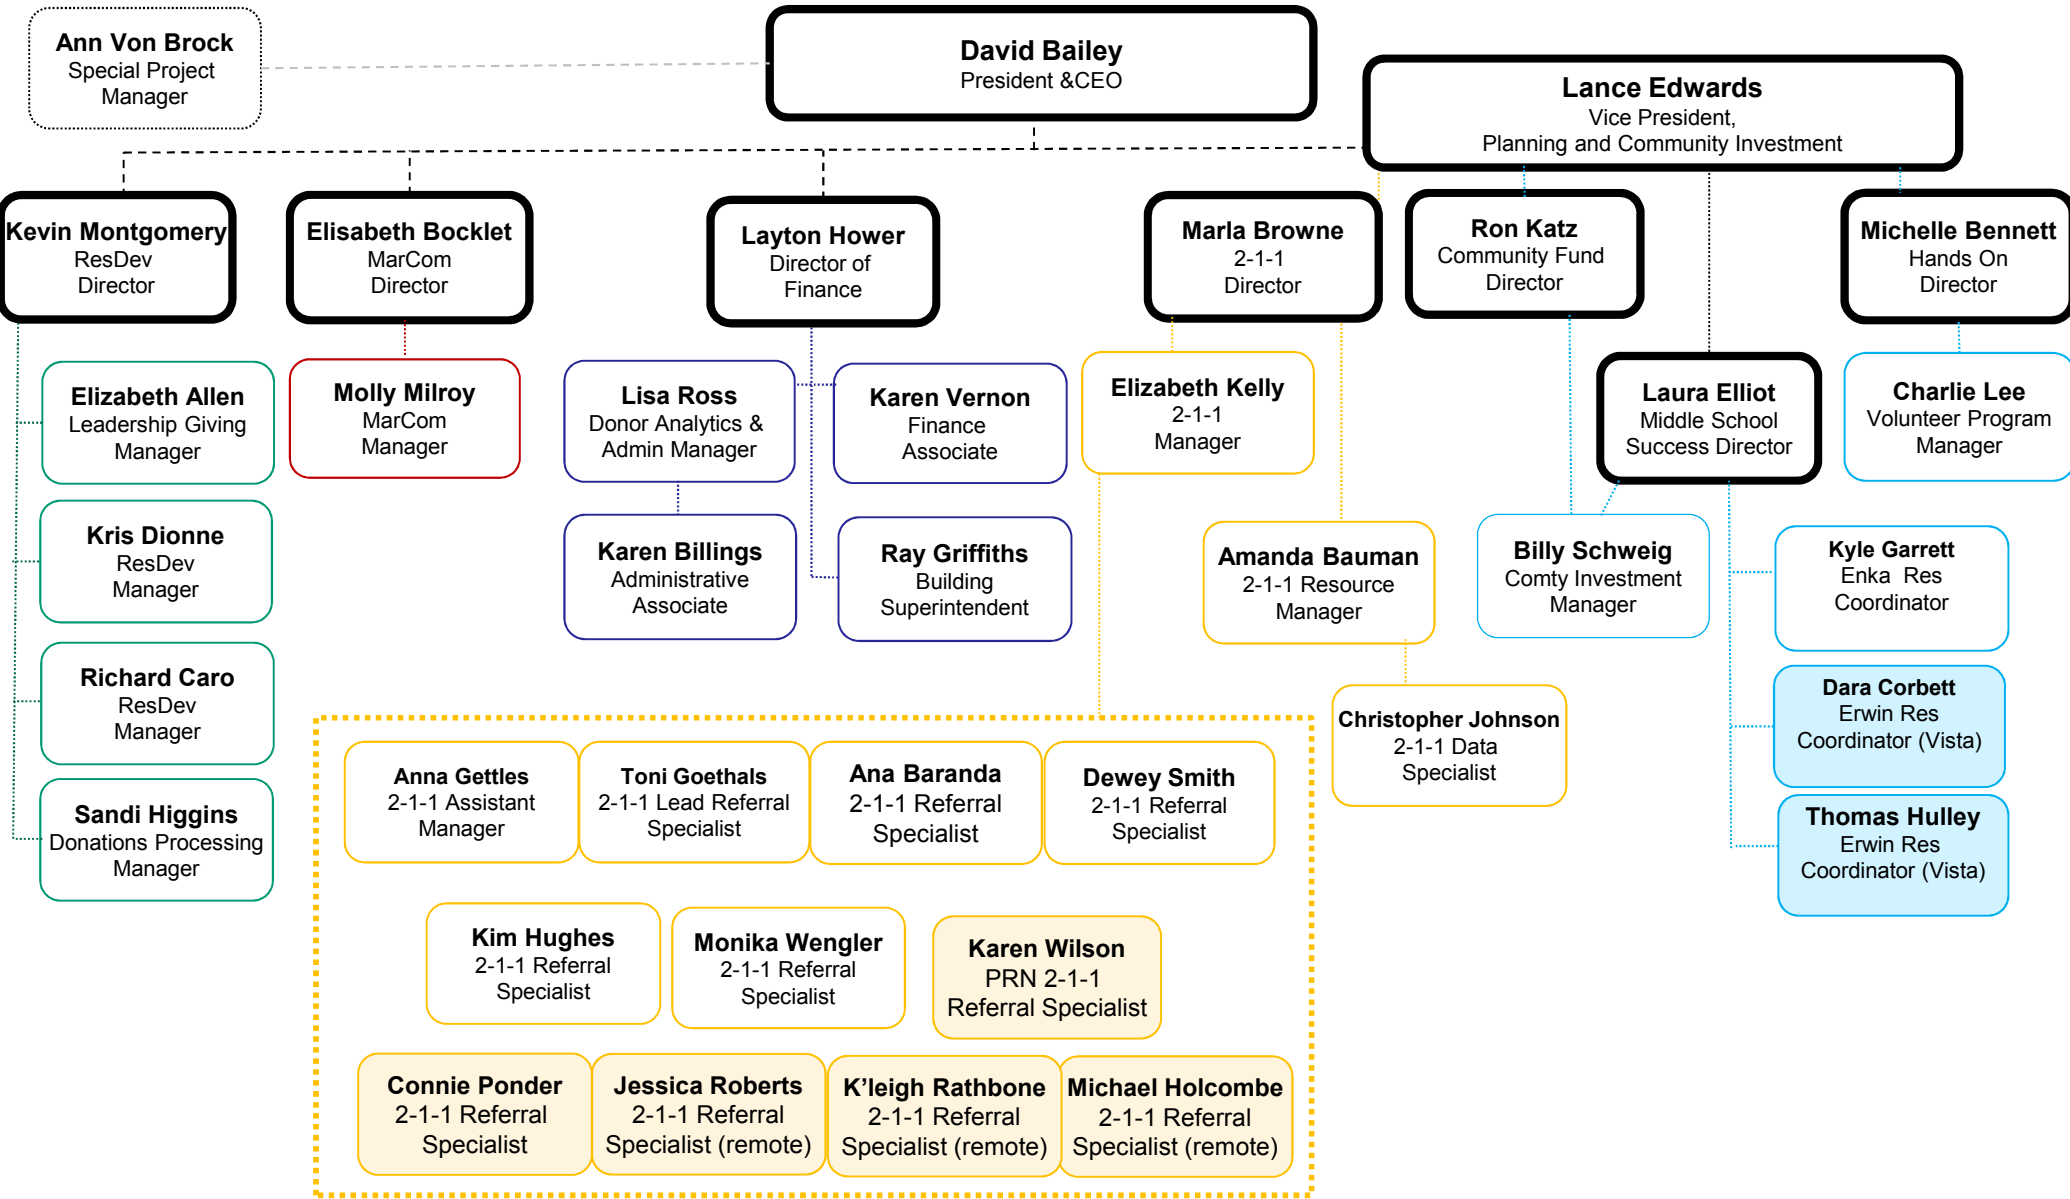 Ann Von Brock
Special Project
Manager
David Bailey
President &CEO
Lance Edwards
Vice President,
Planning and Community Investment
Kevin Montgomery
ResDev
Director
Elisabeth Bocklet
MarCom
Director
Layton Hower
Director of
Finance
Marla Browne
2-1-1
Director
Ron Katz
Community Fund
Director
Michelle Bennett
Hands On
Director
Elizabeth Allen
Leadership Giving
Manager
Molly Milroy
MarCom
Manager
Lisa Ross
Donor Analytics &
Admin Manager
Karen Vernon
Finance
Associate
Elizabeth Kelly
2-1-1
Manager
Laura Elliot
Middle School
Success Director
Charlie Lee
Volunteer Program
Manager
Kris Dionne
ResDev
Manager
Karen Billings
Administrative
Associate
Ray Griffiths
Building
Superintendent
Amanda Bauman
2-1-1 Resource
Manager
Billy Schweig
Comty Investment
Manager
Kyle Garrett
Enka  Res
Coordinator
Richard Caro
ResDev
Manager
Christopher Johnson
2-1-1 Data
Specialist
Dara Corbett
Erwin Res
Coordinator (Vista)
Sandi Higgins
Donations Processing
Manager
Anna Gettles
2-1-1 Assistant
Manager
Toni Goethals
2-1-1 Lead Referral
Specialist
Ana Baranda
2-1-1 Referral
Specialist
Dewey Smith
2-1-1 Referral
Specialist
Thomas Hulley
Erwin Res
Coordinator (Vista)
Kim Hughes
2-1-1 Referral
Specialist
Monika Wengler
2-1-1 Referral
Specialist
Karen Wilson
PRN 2-1-1
Referral Specialist
Connie Ponder
2-1-1 Referral
Specialist
Jessica Roberts
2-1-1 Referral
Specialist (remote)
K’leigh Rathbone
2-1-1 Referral
Specialist (remote)
Michael Holcombe
2-1-1 Referral
Specialist (remote)